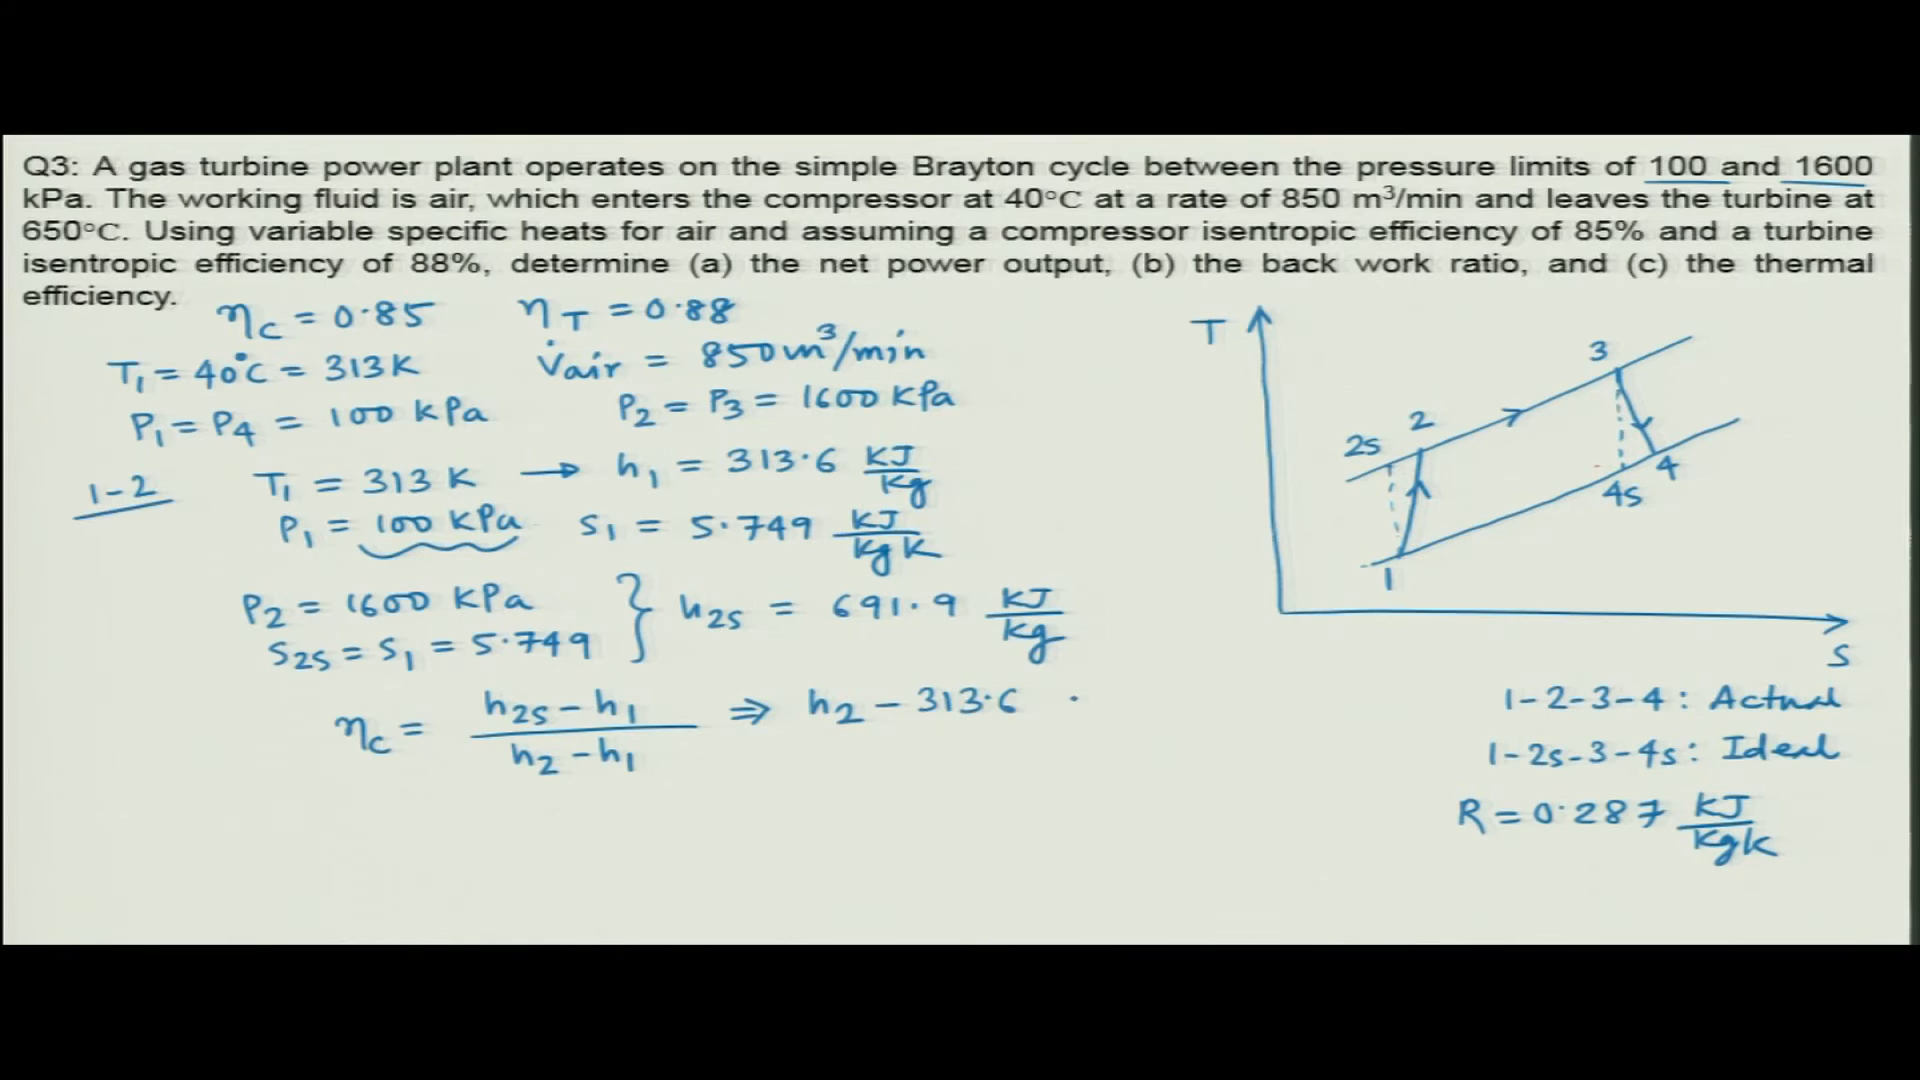 Q3: A gas turbine power plant operates on the simple Brayton cycle between the pressure limits of 100 and 1600
kPa. The working fluid is air, which enters the compressor at 40°C at a rate of 850 m³/min and leaves the turbine at
650°C. Using variable specific heats for air and assuming a compressor isentropic efficiency of 85% and a turbine
isentropic efficiency of 88%, determine (a) the net power output, (b) the back work ratio, and (c) the thermal
efficiency.
η_C = 0.85 η_T = 0.88
T₁ = 40°C = 313K V̇air = 850m³/min
P₁ = P₄ = 100 kPa P₂ = P₃ = 1600 kPa
1-2 T₁ = 313 K → h₁ = 313.6 KJ/kg
P₁ = 100 kPa s₁ = 5.749 KJ/kgK
P₂ = 1600 kPa
s₂s = s₁ = 5.749 } h₂s = 691.9 KJ/kg
η_C = (h₂s - h₁)/(h₂ - h₁) ⇒ h₂ - 313.6
T
3
2
2s
4
4s
1
S
1-2-3-4: Actual
1-2s-3-4s: Ideal
R = 0.287 KJ/kgK